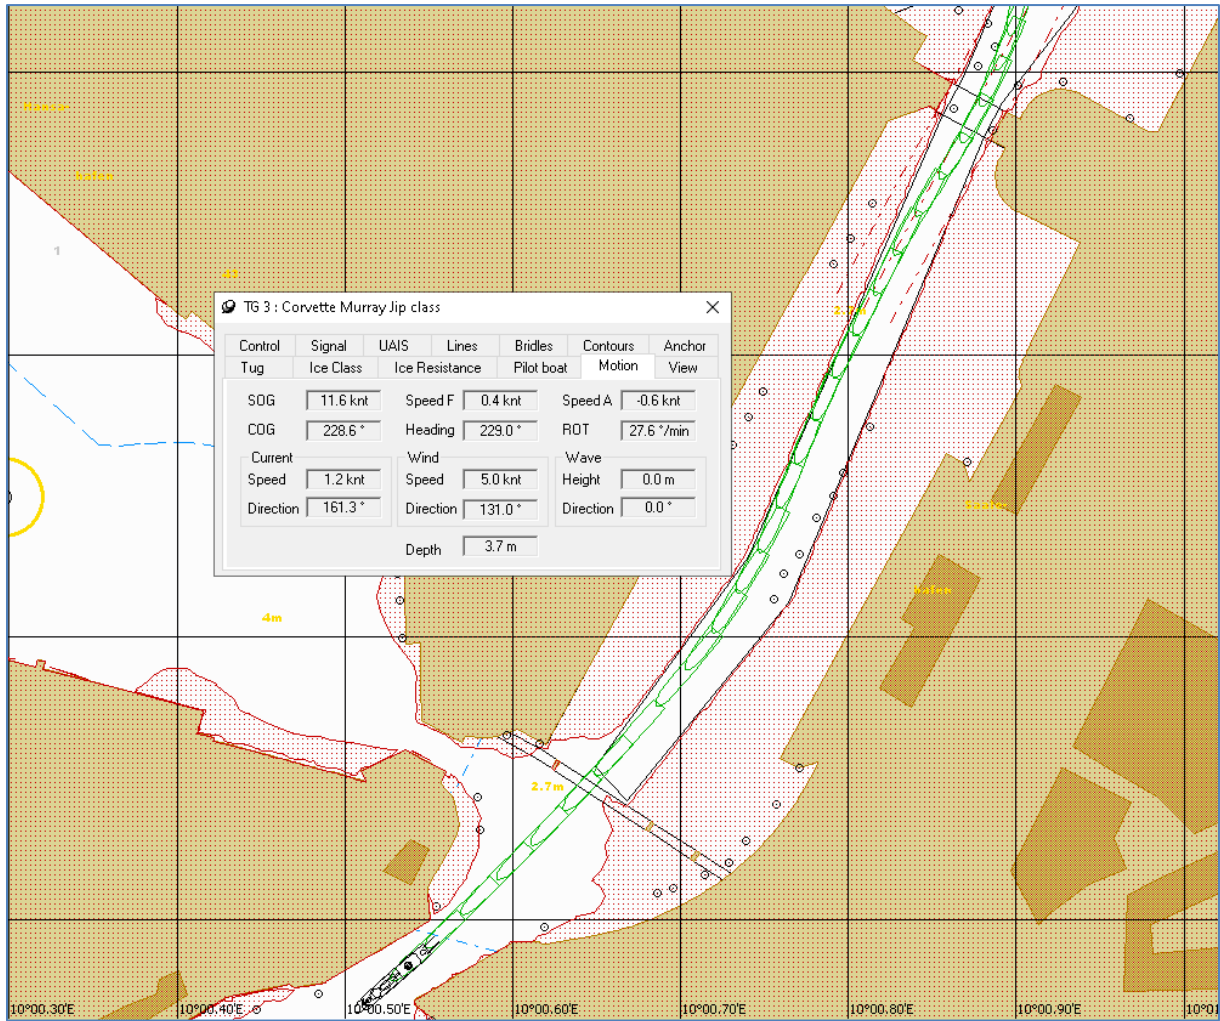 1
TG 3 : Corvette Murray Jip class
Control Signal UAIS Lines Bridles Contours Anchor
Tug Ice Class Ice Resistance Pilot boat Motion View
SOG 11.6 knt Speed F 0.4 knt Speed A -0.6 knt
COG 228.6 ° Heading 229.0 ° ROT 27.6 °/min
Current Wind Wave
Speed 1.2 knt Speed 5.0 knt Height 0.0 m
Direction 161.3 ° Direction 131.0 ° Direction 0.0 °
Depth 3.7 m
4m
2.7m
10°00.30'E 10°00.40'E 10°00.50'E 10°00.60'E 10°00.70'E 10°00.80'E 10°00.90'E 10°01